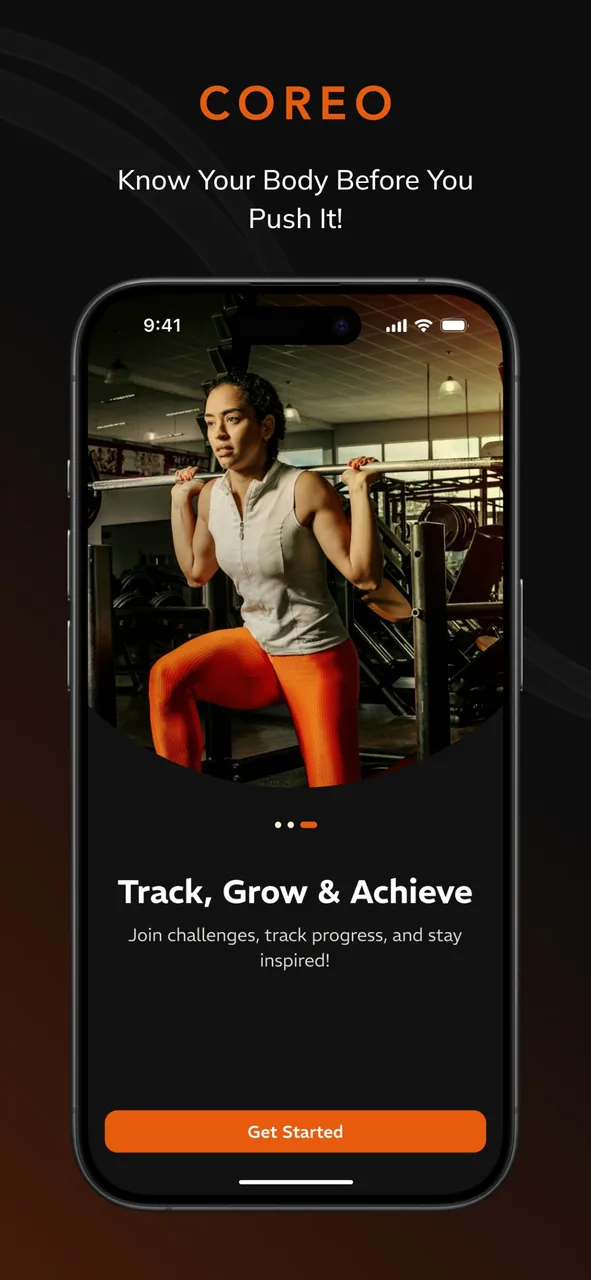 COREO
Know Your Body Before You
Push It!
9:41
Track, Grow & Achieve
Join challenges, track progress, and stay
inspired!
Get Started